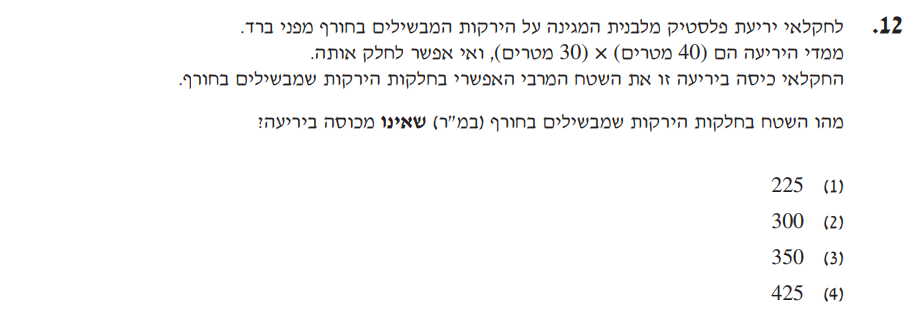 12. לחקלאי יריעת פלסטיק מלבנית המגינה על הירקות המבשילים בחורף מפני ברד.
ממדי היריעה הם (40 מטרים) × (30 מטרים), ואי אפשר לחלק אותה.
החקלאי כיסה ביריעה זו את השטח המרבי האפשרי בחלקות הירקות שמבשילים בחורף.
מהו השטח בחלקות הירקות שמבשילים בחורף (במ"ר) שאינו מכוסה ביריעה?
(1) 225
(2) 300
(3) 350
(4) 425